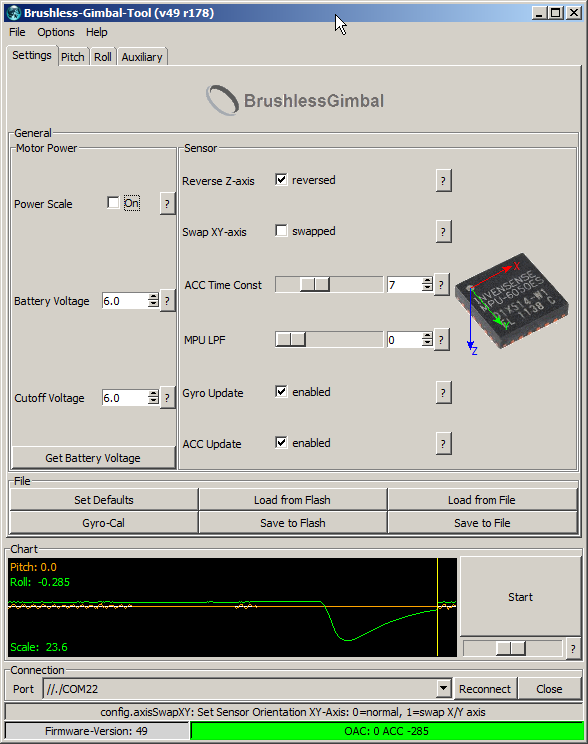 Brushless-Gimbal-Tool (v49 r178)
File Options Help
Settings Pitch Roll Auxiliary
BrushlessGimbal
General
Motor Power
Power Scale On ?
Battery Voltage 6.0 ?
Cutoff Voltage 6.0 ?
Get Battery Voltage
Sensor
Reverse Z-axis reversed ?
Swap XY-axis swapped ?
ACC Time Const 7 ?
MPU LPF 0 ?
Gyro Update enabled ?
ACC Update enabled ?
X
INVENSENSE
MPU-6050ES
D1XS14-N1
EL 1138 C
Z
File
Set Defaults Load from Flash Load from File
Gyro-Cal Save to Flash Save to File
Chart
Pitch: 0.0
Roll: -0.285
Scale: 23.6
Start
?
Connection
Port //./COM22 Reconnect Close
config.axisSwapXY: Set Sensor Orientation XY-Axis: 0=normal, 1=swap X/Y axis
Firmware-Version: 49 OAC: 0 ACC -285